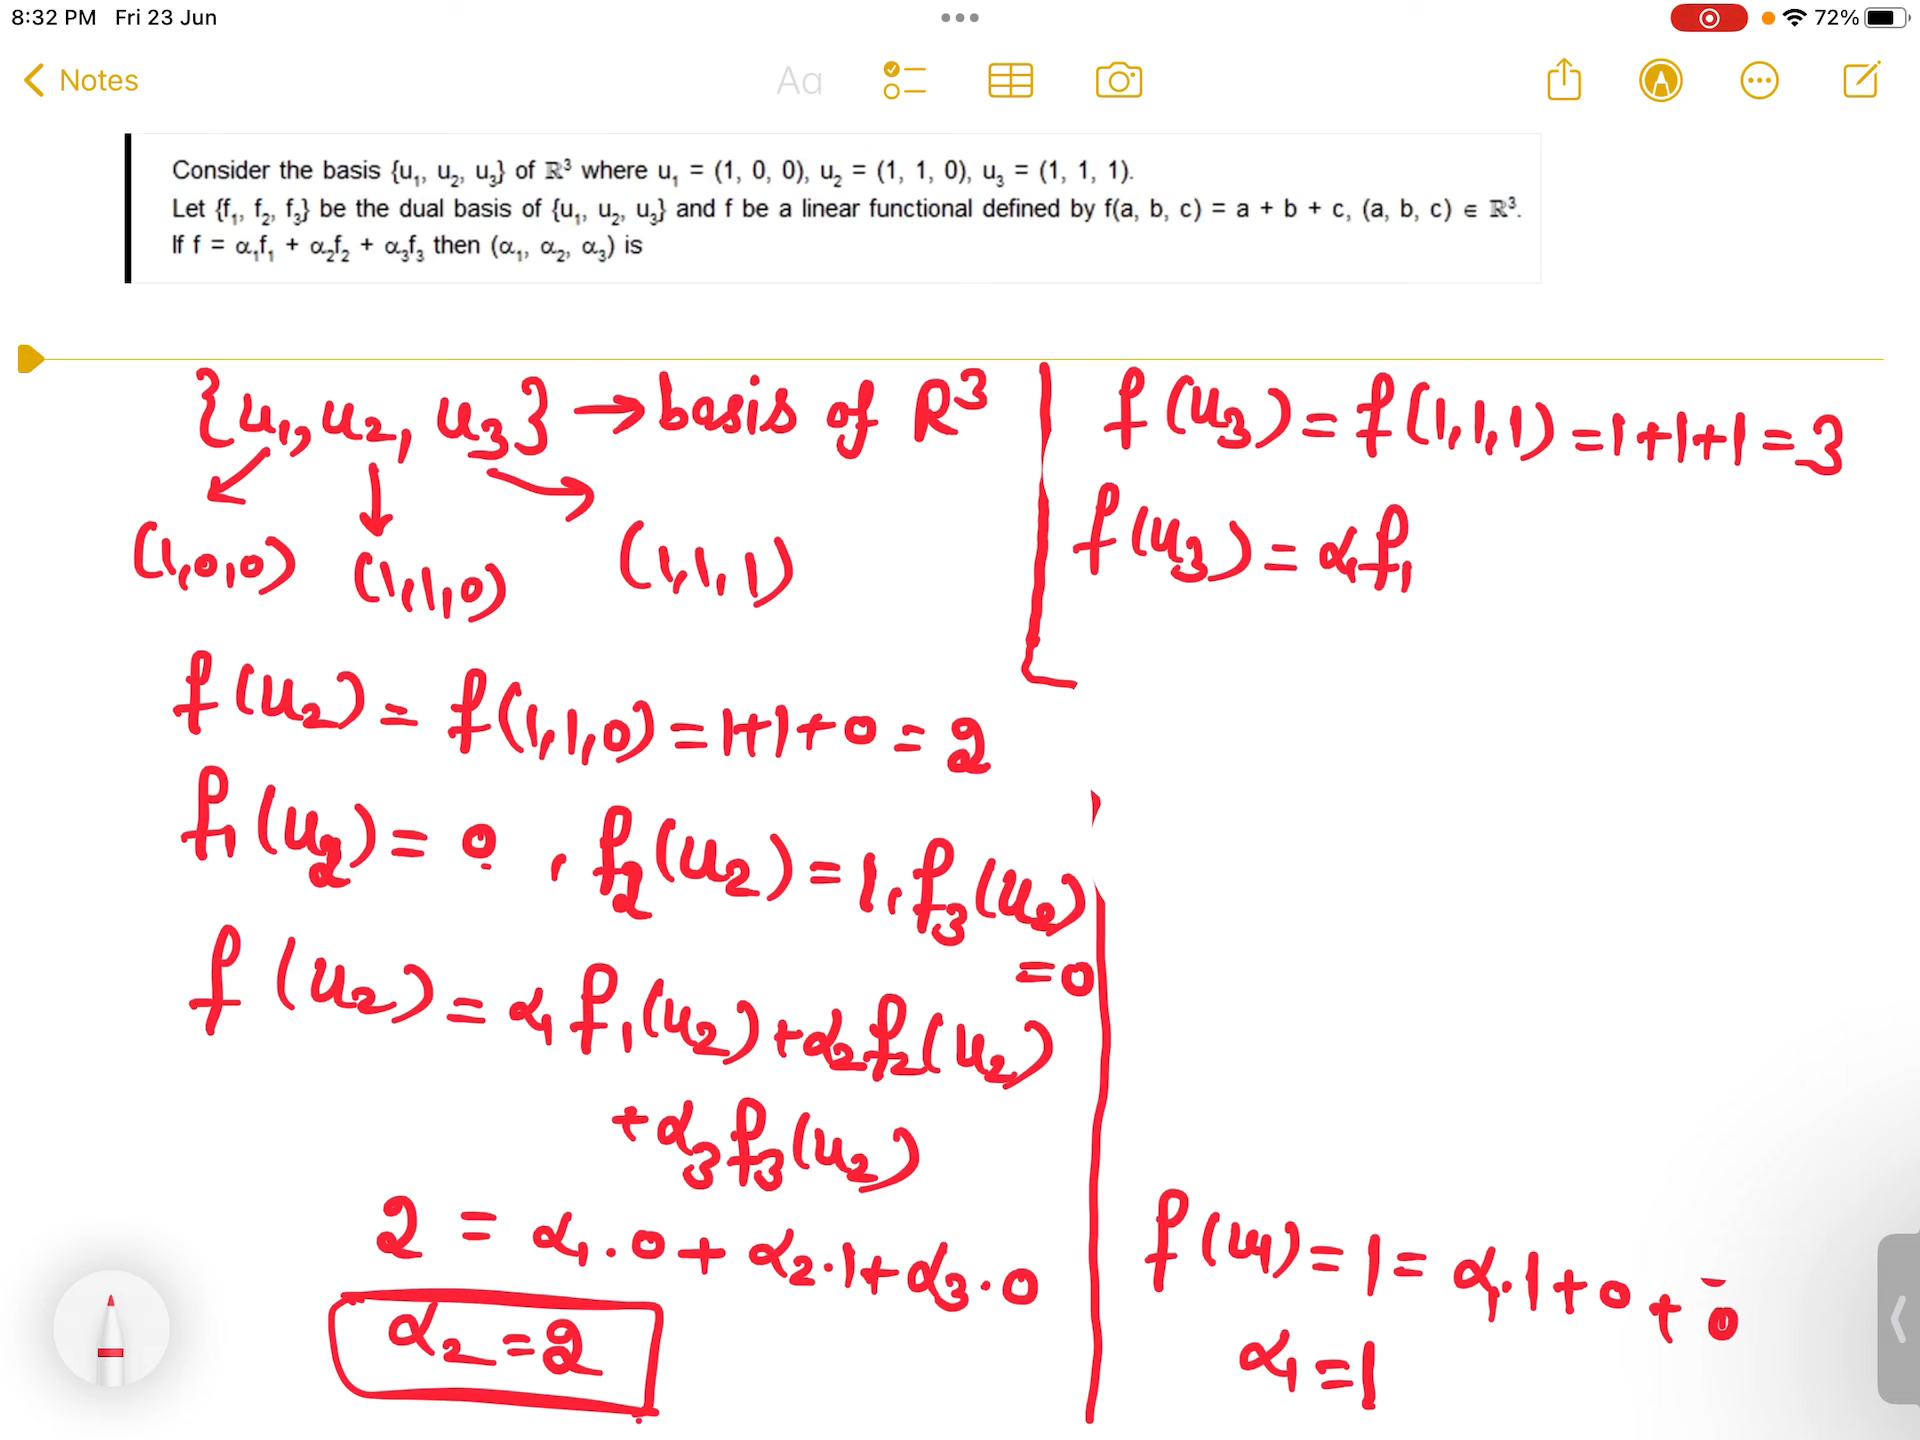 8:32 PM Fri 23 Jun
72%
Notes
Aa
Consider the basis {u₁, u₂, u₃} of ℝ³ where u₁ = (1, 0, 0), u₂ = (1, 1, 0), u₃ = (1, 1, 1).
Let {f₁, f₂, f₃} be the dual basis of {u₁, u₂, u₃} and f be a linear functional defined by f(a, b, c) = a + b + c, (a, b, c) ∈ ℝ³.
If f = α₁f₁ + α₂f₂ + α₃f₃ then (α₁, α₂, α₃) is
{u₁, u₂, u₃} → basis of R³
(1,0,0) (1,1,0) (1,1,1)
f(u₂) = f(1,1,0) = 1+1+0 = 2
f₁(u₂) = 0, f₂(u₂) = 1, f₃(u₂)
=0
f(u₂) = α₁f₁(u₂) + α₂f₂(u₂)
+ α₃f₃(u₂)
2 = α₁.0 + α₂.1 + α₃.0
α₂ = 2
f(u₃) = f(1,1,1) = 1+1+1 = 3
f(u₃) = α₁f₁
f(u₁) = 1 = α₁.1 + 0 + 0
α₁ = 1